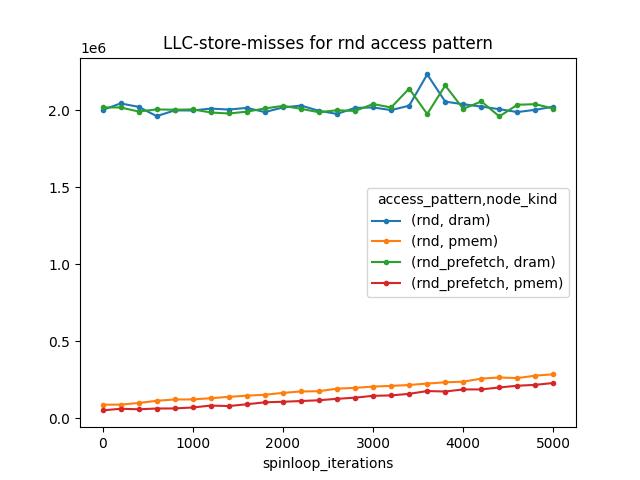 LLC-store-misses for rnd access pattern
1e6
2.0
1.5
1.0
0.5
0.0
access_pattern,node_kind
(rnd, dram)
(rnd, pmem)
(rnd_prefetch, dram)
(rnd_prefetch, pmem)
0 1000 2000 3000 4000 5000
spinloop_iterations